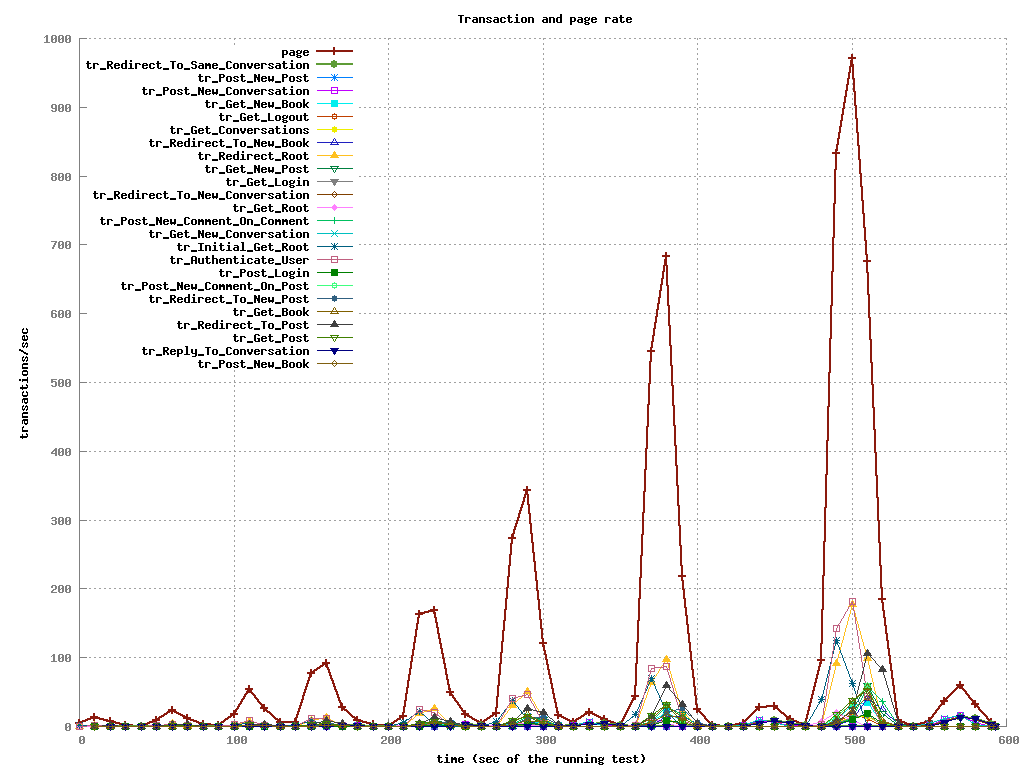 Transaction and page rate
1000
900
800
700
600
500
400
300
200
100
0
transactions/sec
page
tr_Redirect_To_Same_Conversation
tr_Post_New_Post
tr_Post_New_Conversation
tr_Get_New_Book
tr_Get_Logout
tr_Get_Conversations
tr_Redirect_To_New_Book
tr_Redirect_Root
tr_Get_New_Post
tr_Get_Login
tr_Redirect_To_New_Conversation
tr_Get_Root
tr_Post_New_Comment_On_Comment
tr_Get_New_Conversation
tr_Initial_Get_Root
tr_Authenticate_User
tr_Post_Login
tr_Post_New_Comment_On_Post
tr_Redirect_To_New_Post
tr_Get_Book
tr_Redirect_To_Post
tr_Get_Post
tr_Reply_To_Conversation
tr_Post_New_Book
0 100 200 300 400 500 600
time (sec of the running test)